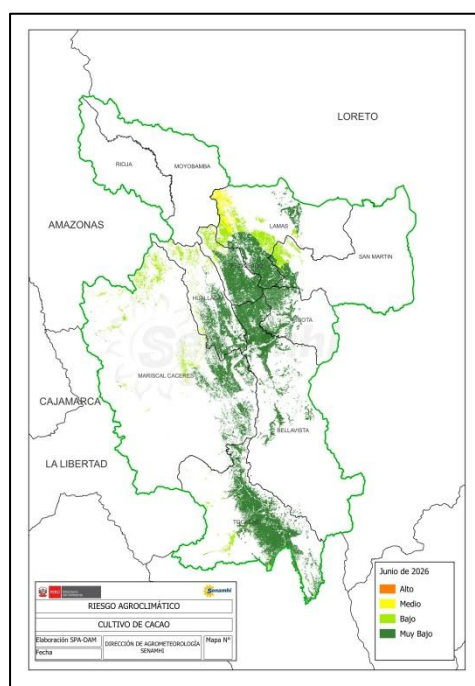 LORETO
RIOJA
MOYOBAMBA
LAMAS
AMAZONAS
SAN MARTIN
HUALLAGA
PICOTA
Senamhi
MARISCAL CACERES
CAJAMARCA
BELLAVISTA
LA LIBERTAD
TOCACHE
Junio de 2026
Alto
Medio
Bajo
Muy Bajo
PERÚ
Senamhi
RIESGO AGROCLIMÁTICO
CULTIVO DE CACAO
Elaboración SPA-DAM
DIRECCIÓN DE AGROMETEOROLOGÍA
SENAMHI
Mapa N°
Fecha